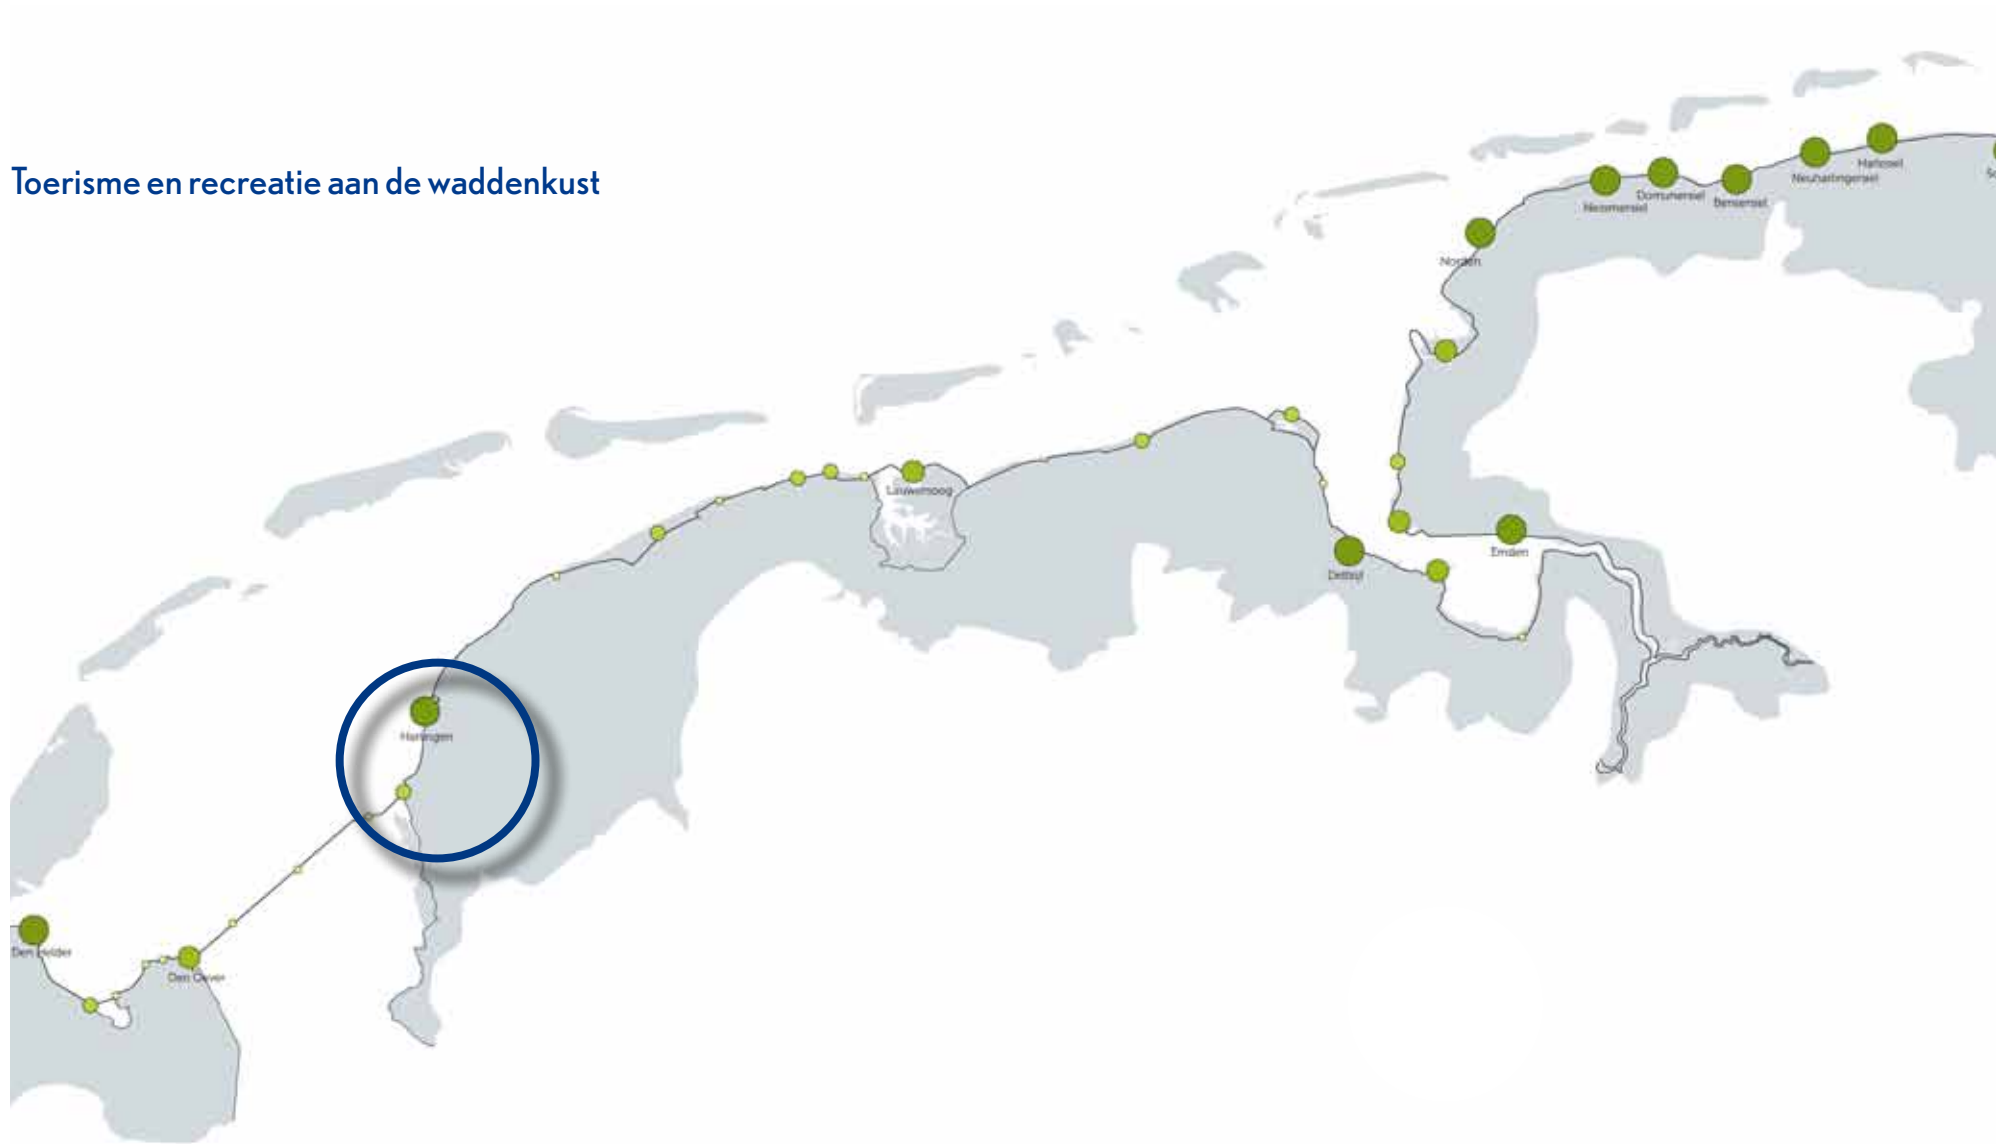 Toerisme en recreatie aan de waddenkust
Harlesiel
Neuharlingersiel
Bensersiel
Nessmersiel
Norden
Lauwersoog
Emden
Delfzijl
Harlingen
Den Helder
Den Oever